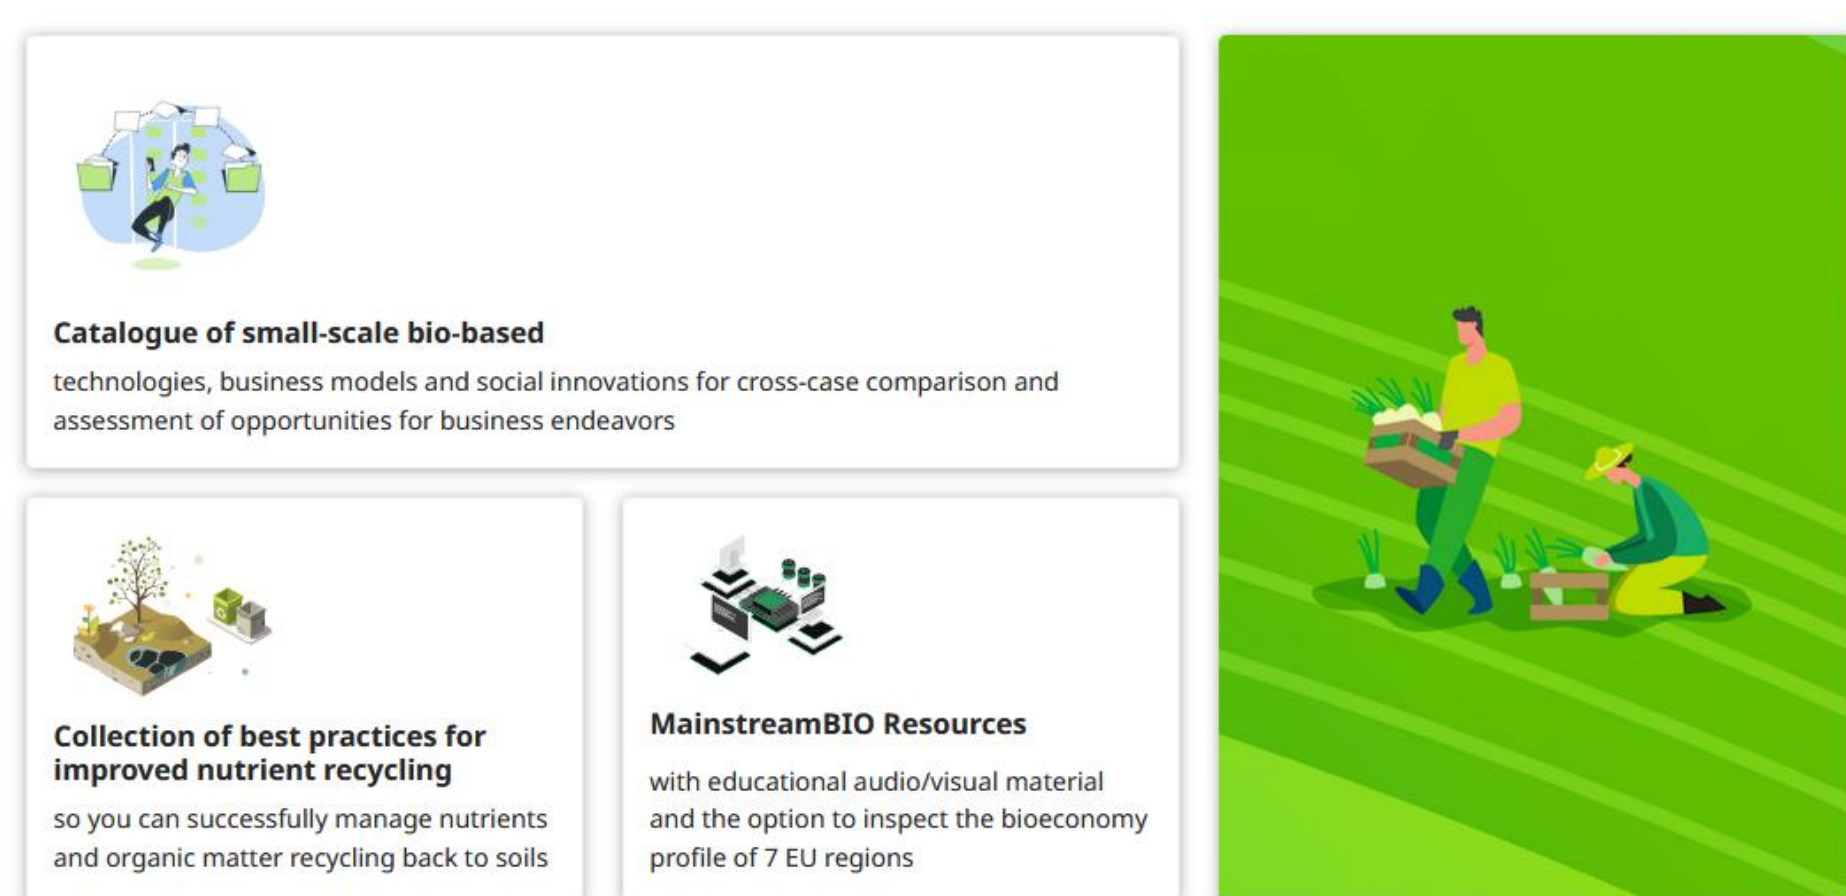 Catalogue of small-scale bio-based
technologies, business models and social innovations for cross-case comparison and
assessment of opportunities for business endeavors
Collection of best practices for
improved nutrient recycling
so you can successfully manage nutrients
and organic matter recycling back to soils
MainstreamBIO Resources
with educational audio/visual material
and the option to inspect the bioeconomy
profile of 7 EU regions